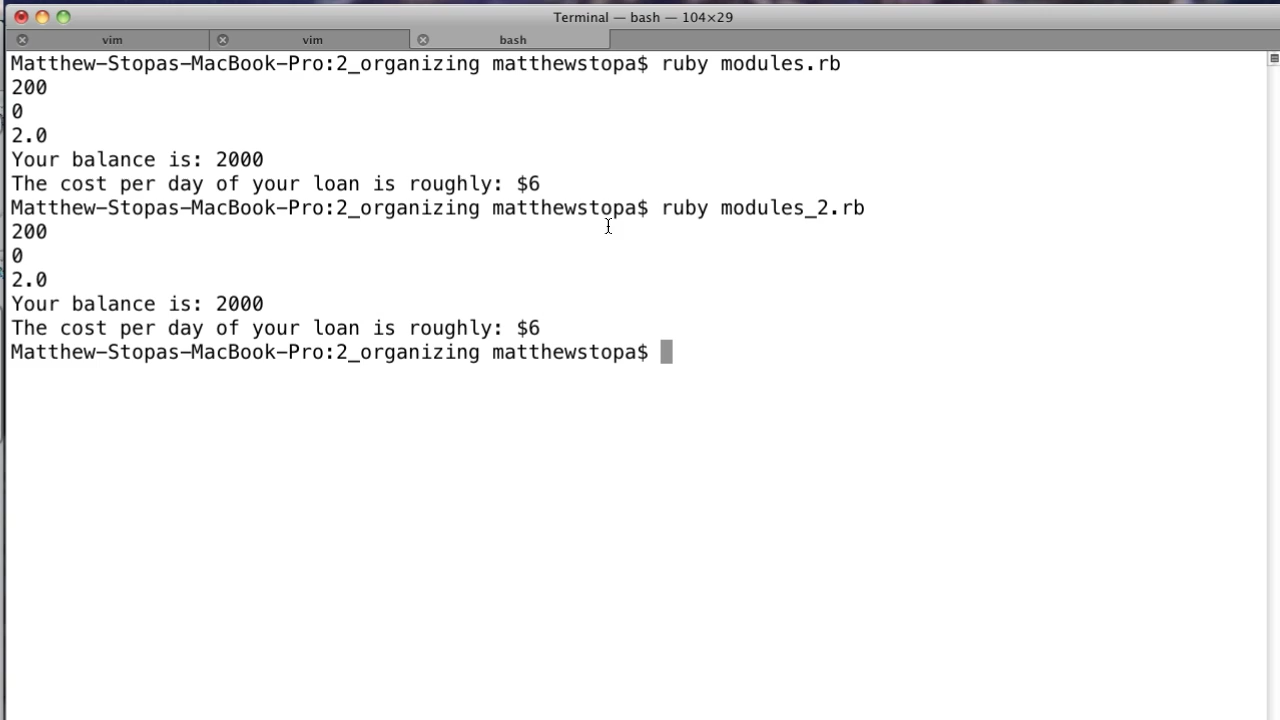 Terminal — bash — 104×29
vim
vim
bash
Matthew-Stopas-MacBook-Pro:2_organizing matthewstopa$ ruby modules.rb
200
0
2.0
Your balance is: 2000
The cost per day of your loan is roughly: $6
Matthew-Stopas-MacBook-Pro:2_organizing matthewstopa$ ruby modules_2.rb
200
0
2.0
Your balance is: 2000
The cost per day of your loan is roughly: $6
Matthew-Stopas-MacBook-Pro:2_organizing matthewstopa$